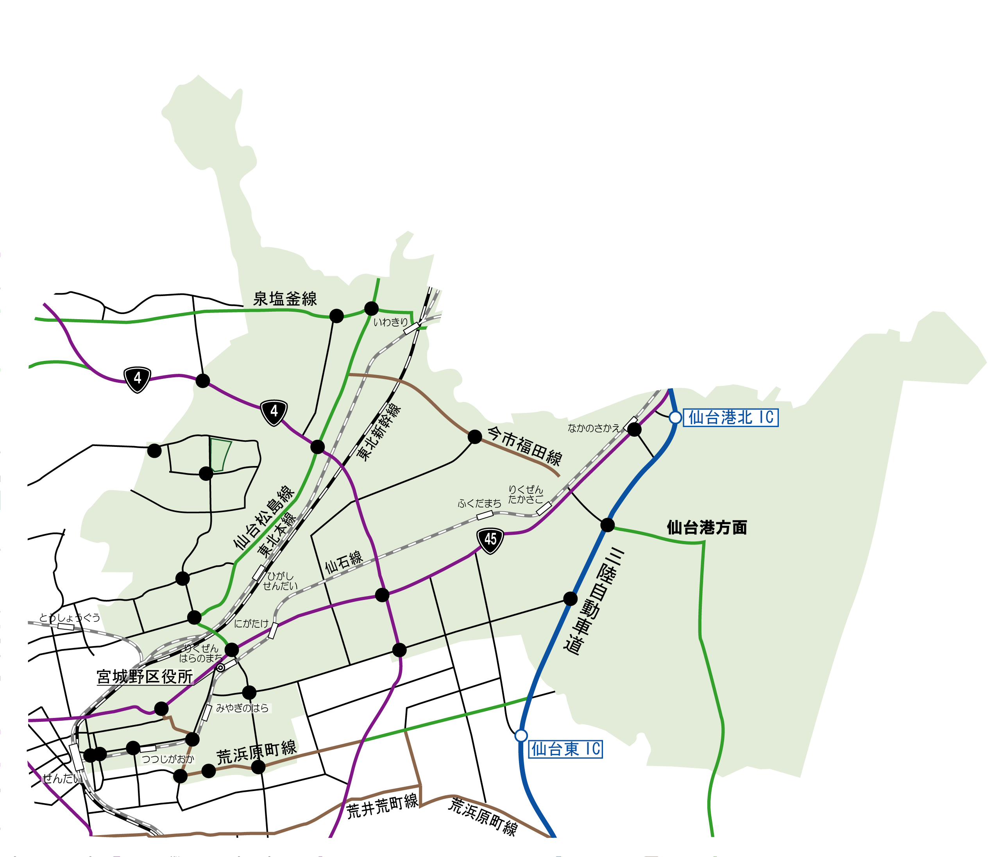 泉塩釜線
いわきり
4
4
東北新幹線
今市福田線
なかのさかえ
仙台港北 IC
仙台松島線
東北本線
ふくだまち
りくぜん
たかさご
45
仙台港方面
仙石線
三陸自動車道
ひがし
せんだい
とうしょうぐう
にがたけ
りくぜん
はらのまち
宮城野区役所
みやぎのはら
荒浜原町線
仙台東 IC
つつじがおか
せんだい
荒井荒町線
荒浜原町線